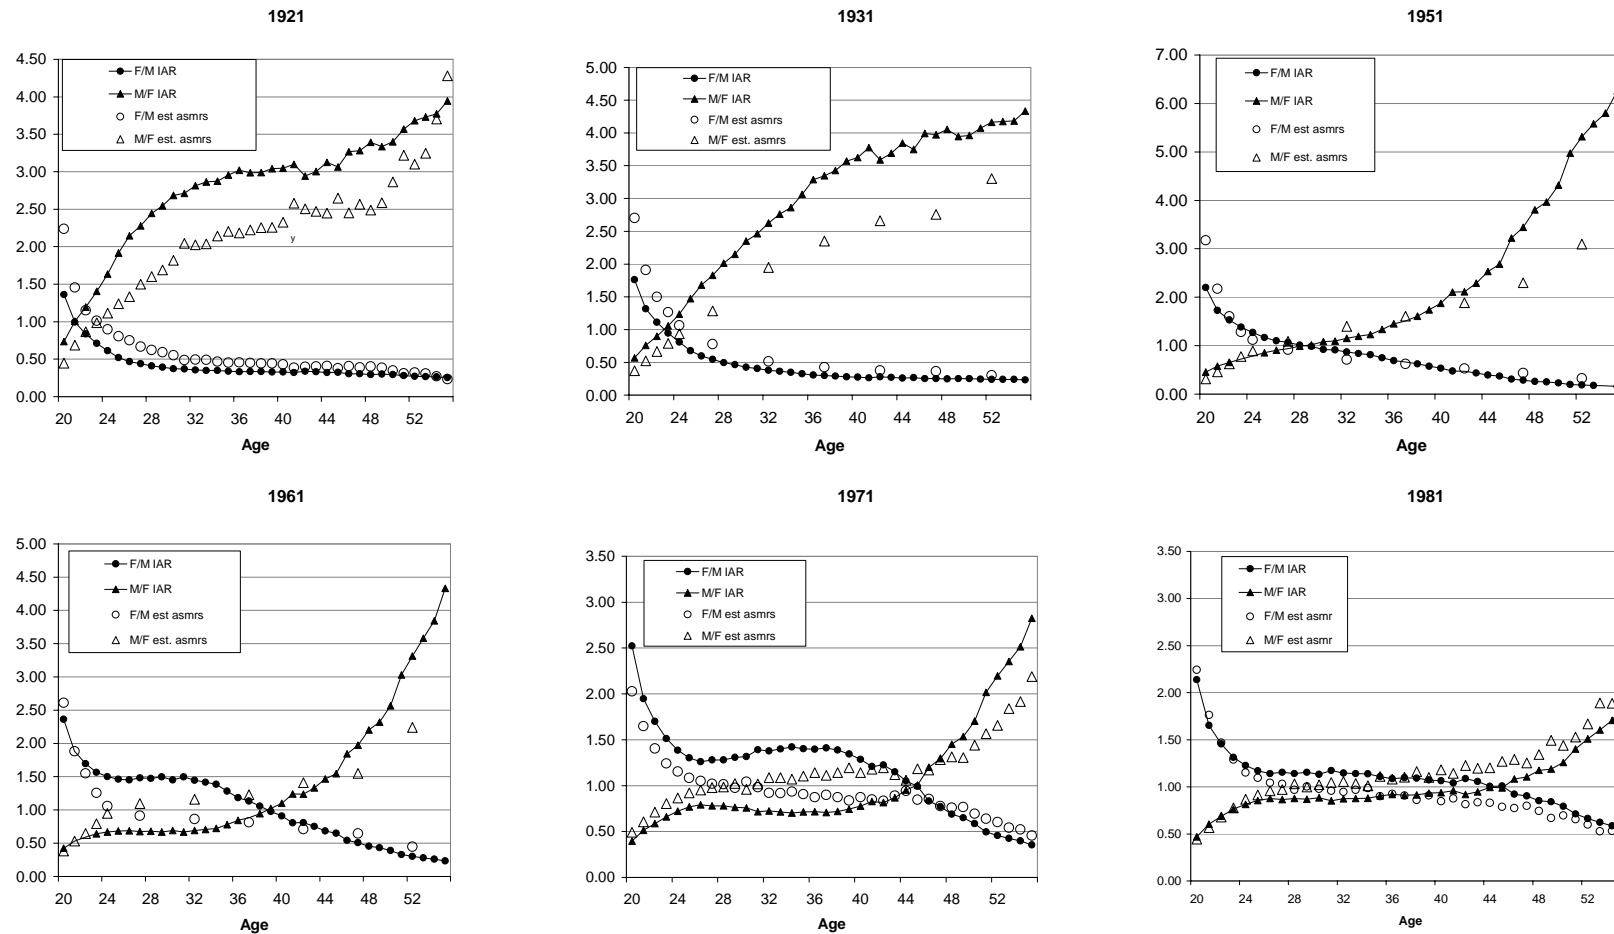 1921
4.50
4.00
3.50
3.00
2.50
2.00
1.50
1.00
0.50
0.00
F/M IAR
M/F IAR
F/M est asmrs
M/F est. asmrs
y
20 24 28 32 36 40 44 48 52
Age
1931
5.00
4.50
4.00
3.50
3.00
2.50
2.00
1.50
1.00
0.50
0.00
F/M IAR
M/F IAR
F/M est asmrs
M/F est. asmrs
20 24 28 32 36 40 44 48 52
Age
1951
7.00
6.00
5.00
4.00
3.00
2.00
1.00
0.00
F/M IAR
M/F IAR
F/M est asmrs
M/F est asmrs
20 24 28 32 36 40 44 48 52
Age
1961
5.00
4.50
4.00
3.50
3.00
2.50
2.00
1.50
1.00
0.50
0.00
F/M IAR
M/F IAR
F/M est asmrs
M/F est. asmrs
20 24 28 32 36 40 44 48 52
Age
1971
3.50
3.00
2.50
2.00
1.50
1.00
0.50
0.00
F/M IAR
M/F IAR
F/M est asmrs
M/F est asmrs
20 24 28 32 36 40 44 48 52
Age
1981
3.50
3.00
2.50
2.00
1.50
1.00
0.50
0.00
F/M IAR
M/F IAR
F/M est asmr
M/F est asmr
20 24 28 32 36 40 44 48 52
Age